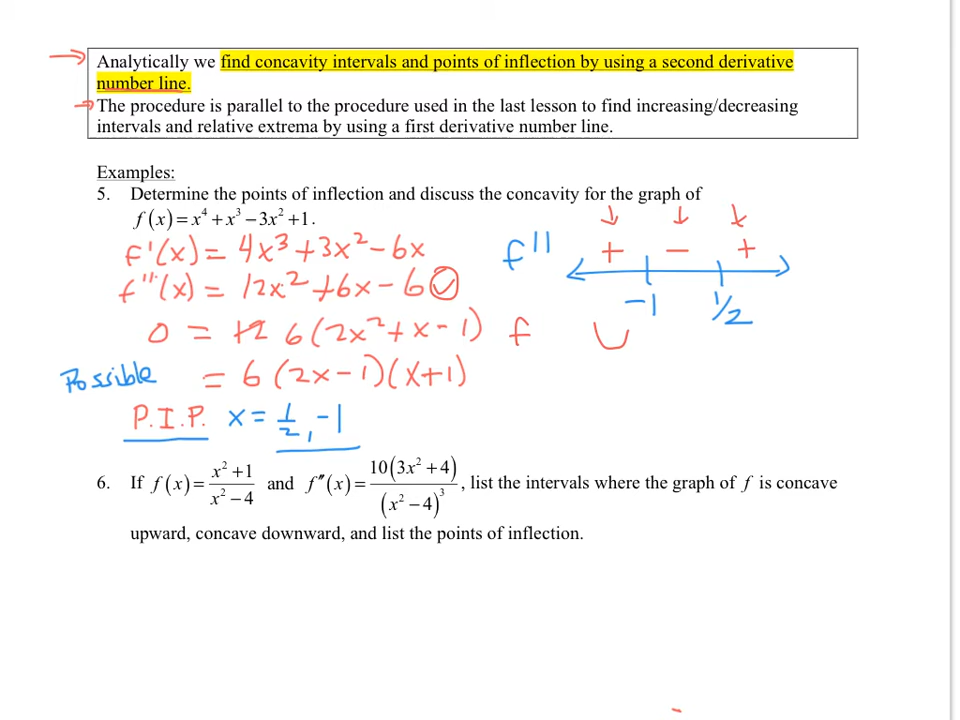 Analytically we find concavity intervals and points of inflection by using a second derivative
number line.
The procedure is parallel to the procedure used in the last lesson to find increasing/decreasing
intervals and relative extrema by using a first derivative number line.
Examples:
5. Determine the points of inflection and discuss the concavity for the graph of
f(x)=x⁴+x³−3x²+1.
f'(x) = 4x³+3x²−6x
f''(x) = 12x²+6x−6
f'' + − +
−1 1/2
0 = 6(2x²+x−1) f
Possible = 6(2x−1)(x+1)
P.I.P. x = 1/2, −1
6. If f(x)=(x²+1)/(x²−4) and f″(x)=10(3x²+4)/(x²−4)³, list the intervals where the graph of f is concave
upward, concave downward, and list the points of inflection.